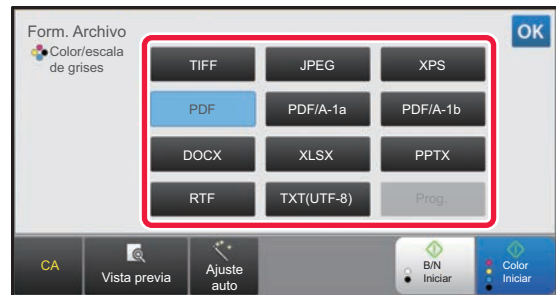 Form. Archivo
OK
Color/escala
de grises
TIFF
JPEG
XPS
PDF
PDF/A-1a
PDF/A-1b
DOCX
XLSX
PPTX
RTF
TXT(UTF-8)
Prog.
CA
Vista previa
Ajuste
auto
B/N
Iniciar
Color
Iniciar